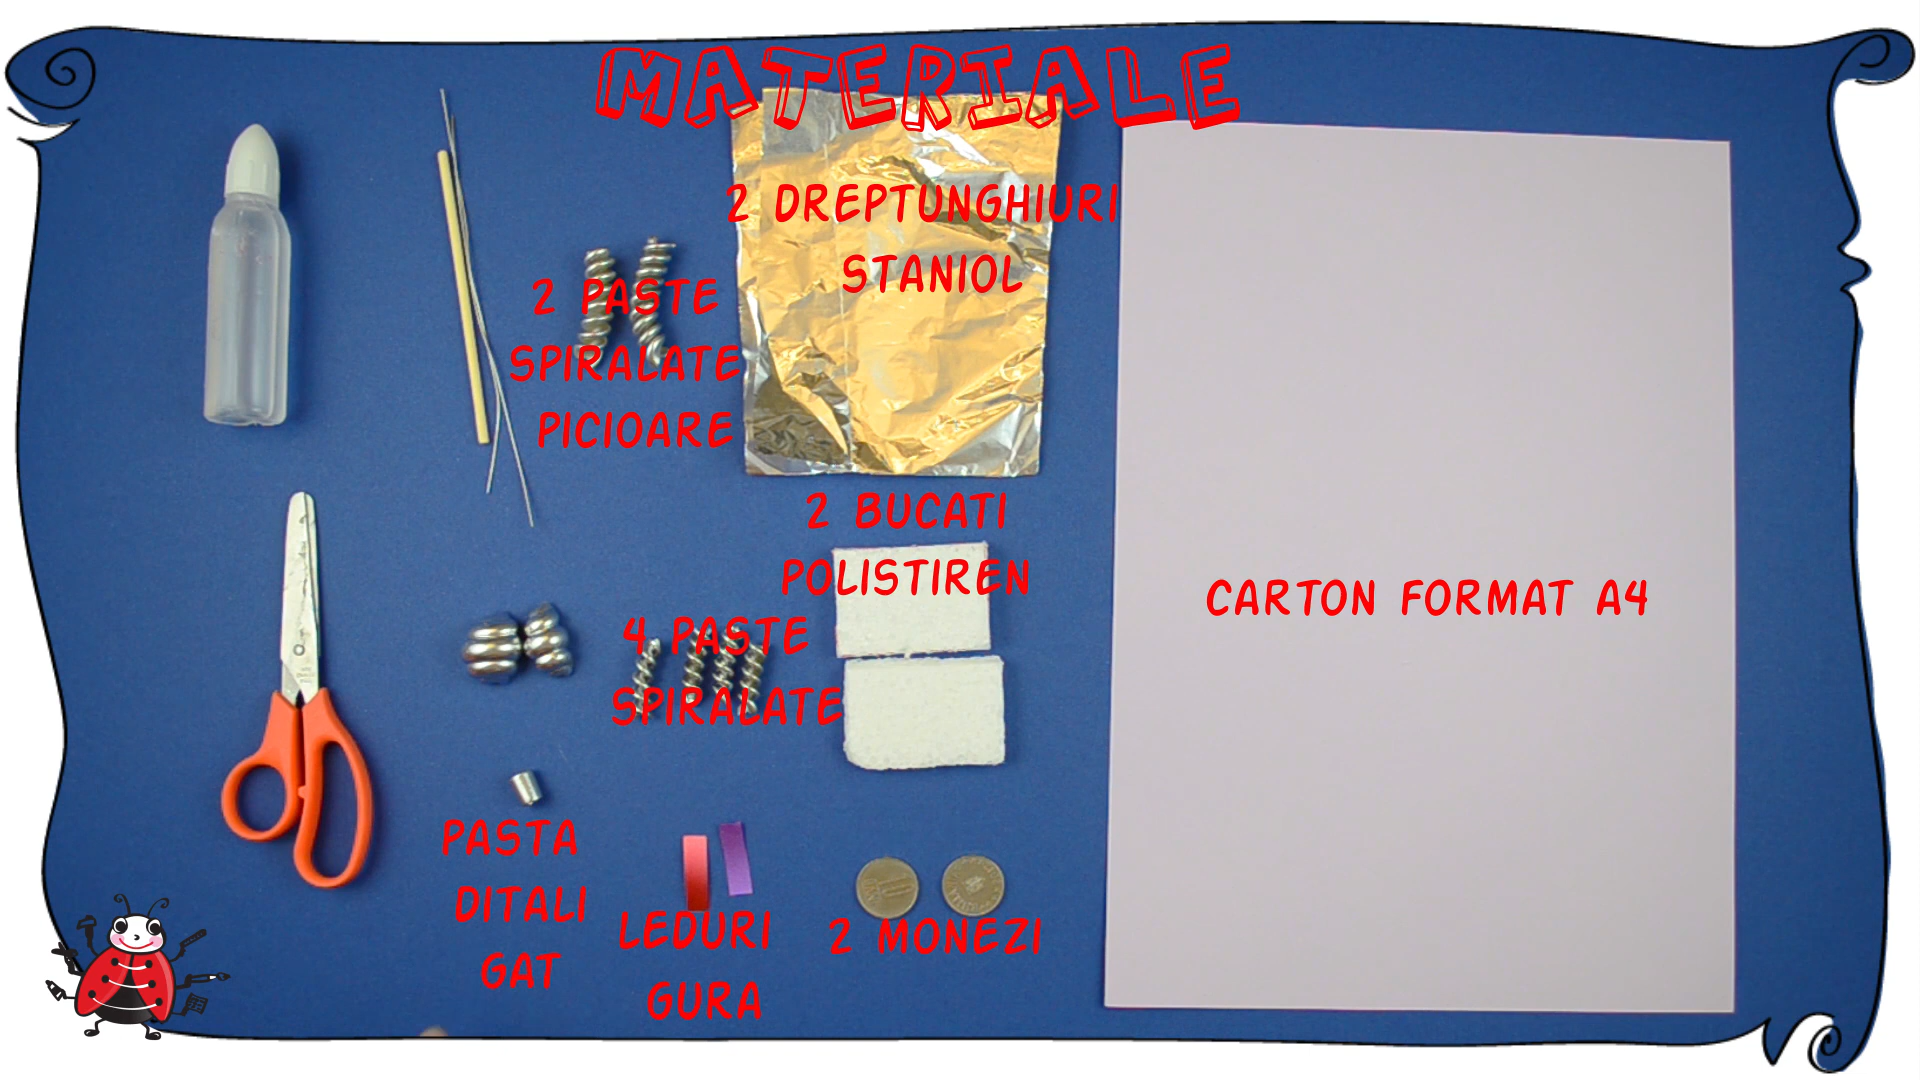 MATERIALE
2 DREPTUNGHIURI
STANIOL
2 PASTE
SPIRALATE
PICIOARE
2 BUCATI
POLISTIREN
CARTON FORMAT A4
4 PASTE
SPIRALATE
PASTA
DITALI
GAT
LEDURI
GURA
2 MONEZI